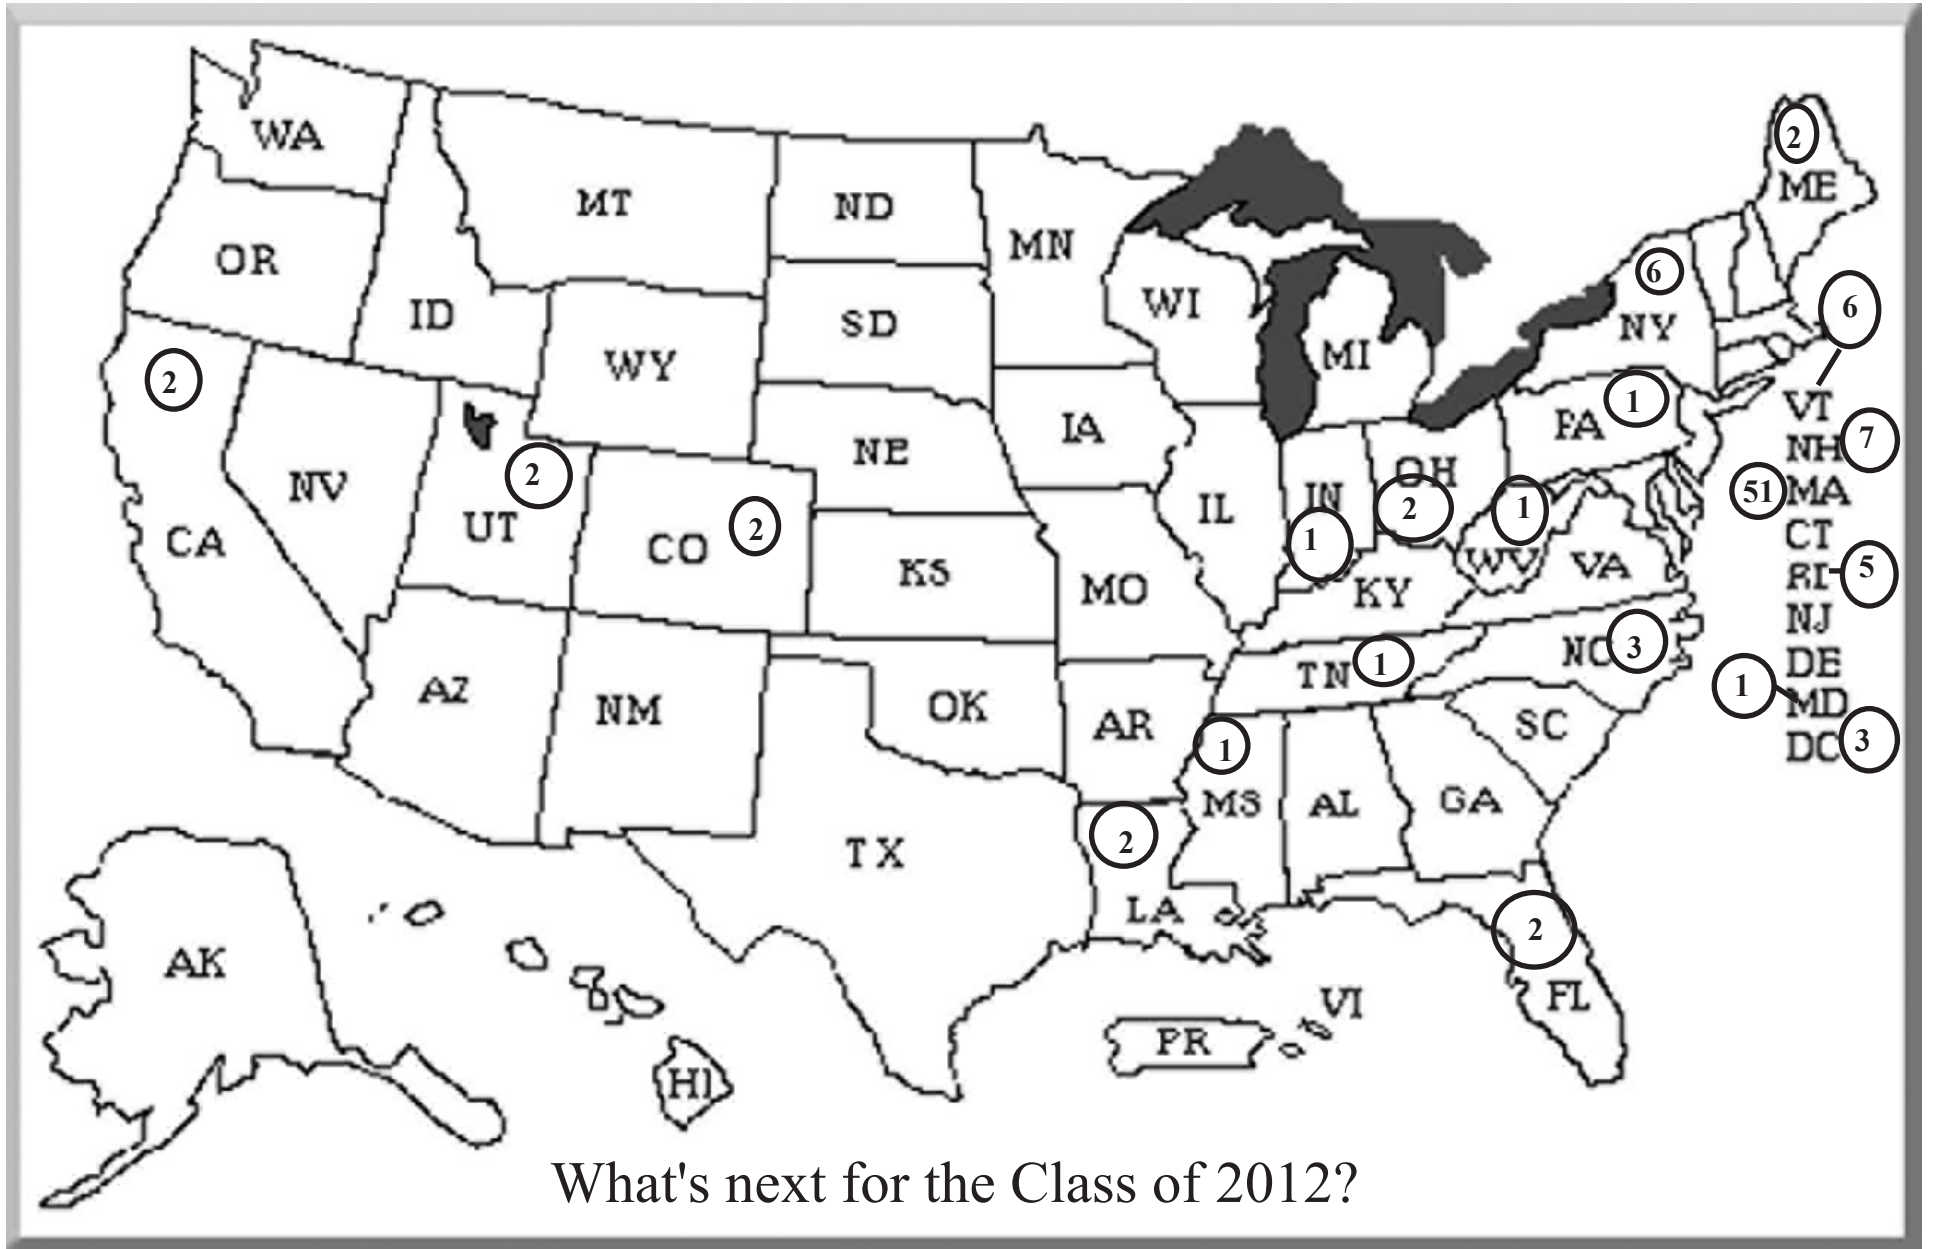 WA
MT
ND
MN
2
ME
OR
ID
WY
SD
WI
MI
6
NY
6
2
NV
UT
2
CO
2
NE
IA
IL
IN
1
OH
2
PA
1
VT
NH
7
51
MA
CT
RI
5
NJ
DE
1
MD
DC
3
CA
KS
MO
KY
1
WV
VA
AZ
NM
OK
AR
TN
1
NC
3
SC
1
MS
AL
GA
TX
2
LA
2
FL
AK
HI
PR
VI
What's next for the Class of 2012?